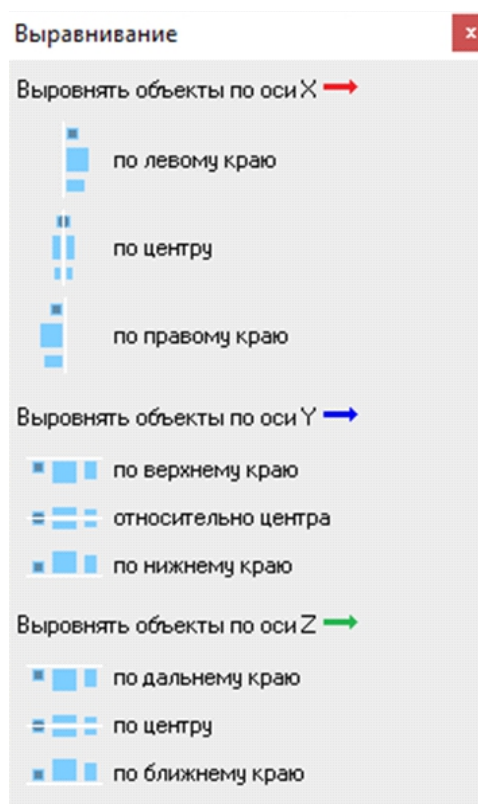 Выравнивание
x
Выровнять объекты по оси X
по левому краю
по центру
по правому краю
Выровнять объекты по оси Y
по верхнему краю
относительно центра
по нижнему краю
Выровнять объекты по оси Z
по дальнему краю
по центру
по ближнему краю